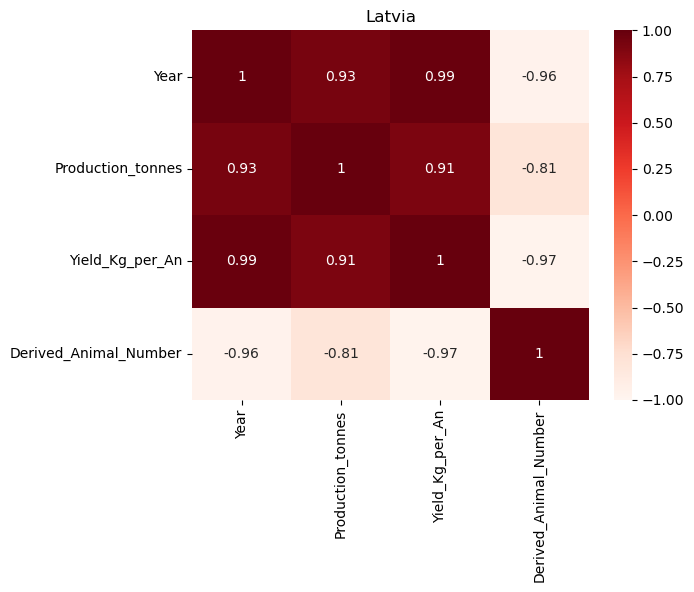 Latvia
Year 1 0.93 0.99 -0.96 
Production_tonnes 0.93 1 0.91 -0.81
Yield_Kg_per_An 0.99 0.91 1 -0.97
Derived_Animal_Number -0.96 -0.81 -0.97 1
Year
Production_tonnes
Yield_Kg_per_An
Derived_Animal_Number
1.00
0.75
0.50
0.25
0.00
−0.25
−0.50
−0.75
−1.00